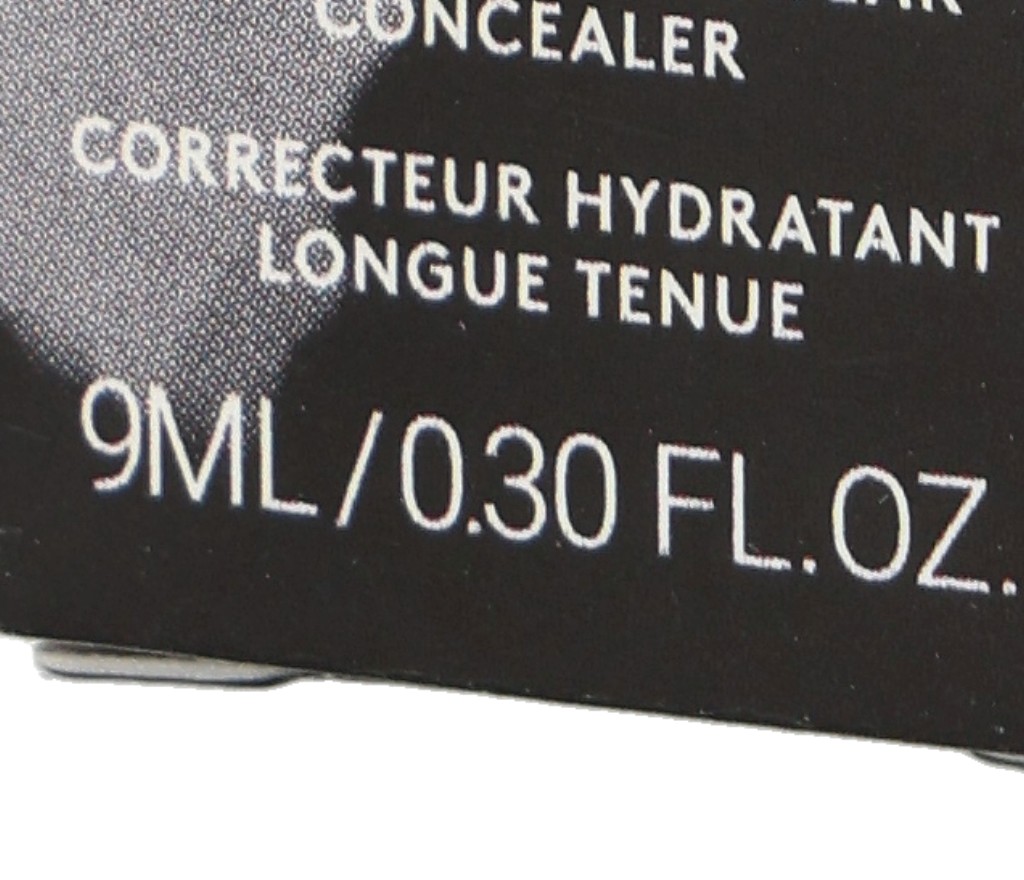 CONCEALER
CORRECTEUR HYDRATANT
LONGUE TENUE
9ML / 0.30 FL. OZ.